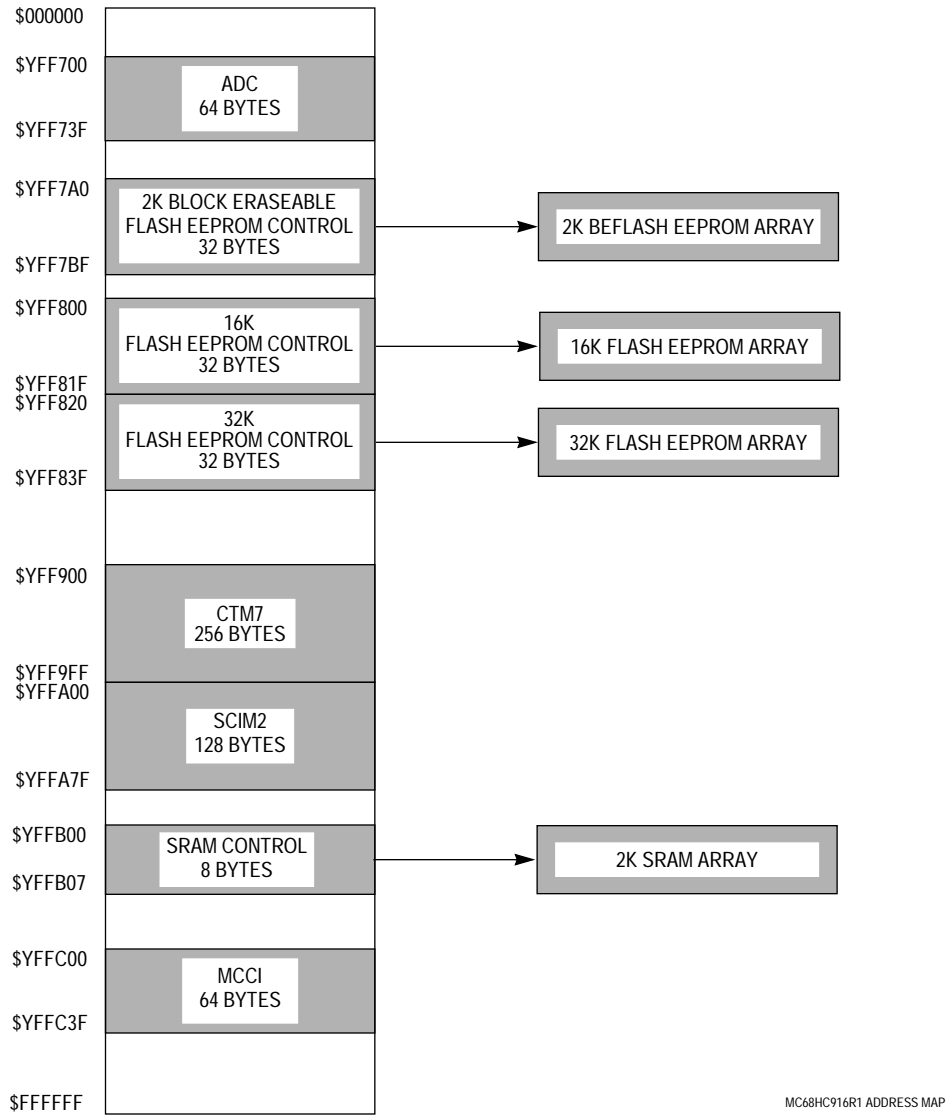 $000000
$YFF700
ADC
64 BYTES
$YFF73F
$YFF7A0
2K BLOCK ERASEABLE
FLASH EEPROM CONTROL
32 BYTES
2K BEFLASH EEPROM ARRAY
$YFF7BF
$YFF800
16K
FLASH EEPROM CONTROL
32 BYTES
16K FLASH EEPROM ARRAY
$YFF81F
$YFF820
32K
FLASH EEPROM CONTROL
32 BYTES
32K FLASH EEPROM ARRAY
$YFF83F
$YFF900
CTM7
256 BYTES
$YFF9FF
$YFFA00
SCIM2
128 BYTES
$YFFA7F
$YFFB00
SRAM CONTROL
8 BYTES
2K SRAM ARRAY
$YFFB07
$YFFC00
MCCI
64 BYTES
$YFFC3F
$FFFFFF
MC68HC916R1 ADDRESS MAP